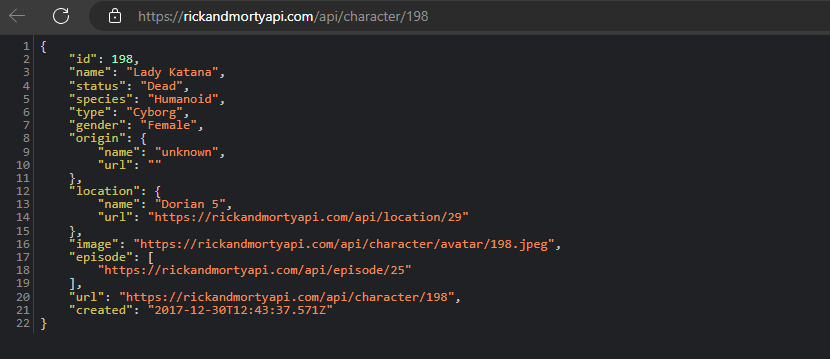 https://rickandmortyapi.com/api/character/198
1 {
2     "id": 198,
3     "name": "Lady Katana",
4     "status": "Dead",
5     "species": "Humanoid",
6     "type": "Cyborg",
7     "gender": "Female",
8     "origin": {
9         "name": "unknown",
10         "url": ""
11     },
12     "location": {
13         "name": "Dorian 5",
14         "url": "https://rickandmortyapi.com/api/location/29"
15     },
16     "image": "https://rickandmortyapi.com/api/character/avatar/198.jpeg",
17     "episode": [
18         "https://rickandmortyapi.com/api/episode/25"
19     ],
20     "url": "https://rickandmortyapi.com/api/character/198",
21     "created": "2017-12-30T12:43:37.571Z"
22 }